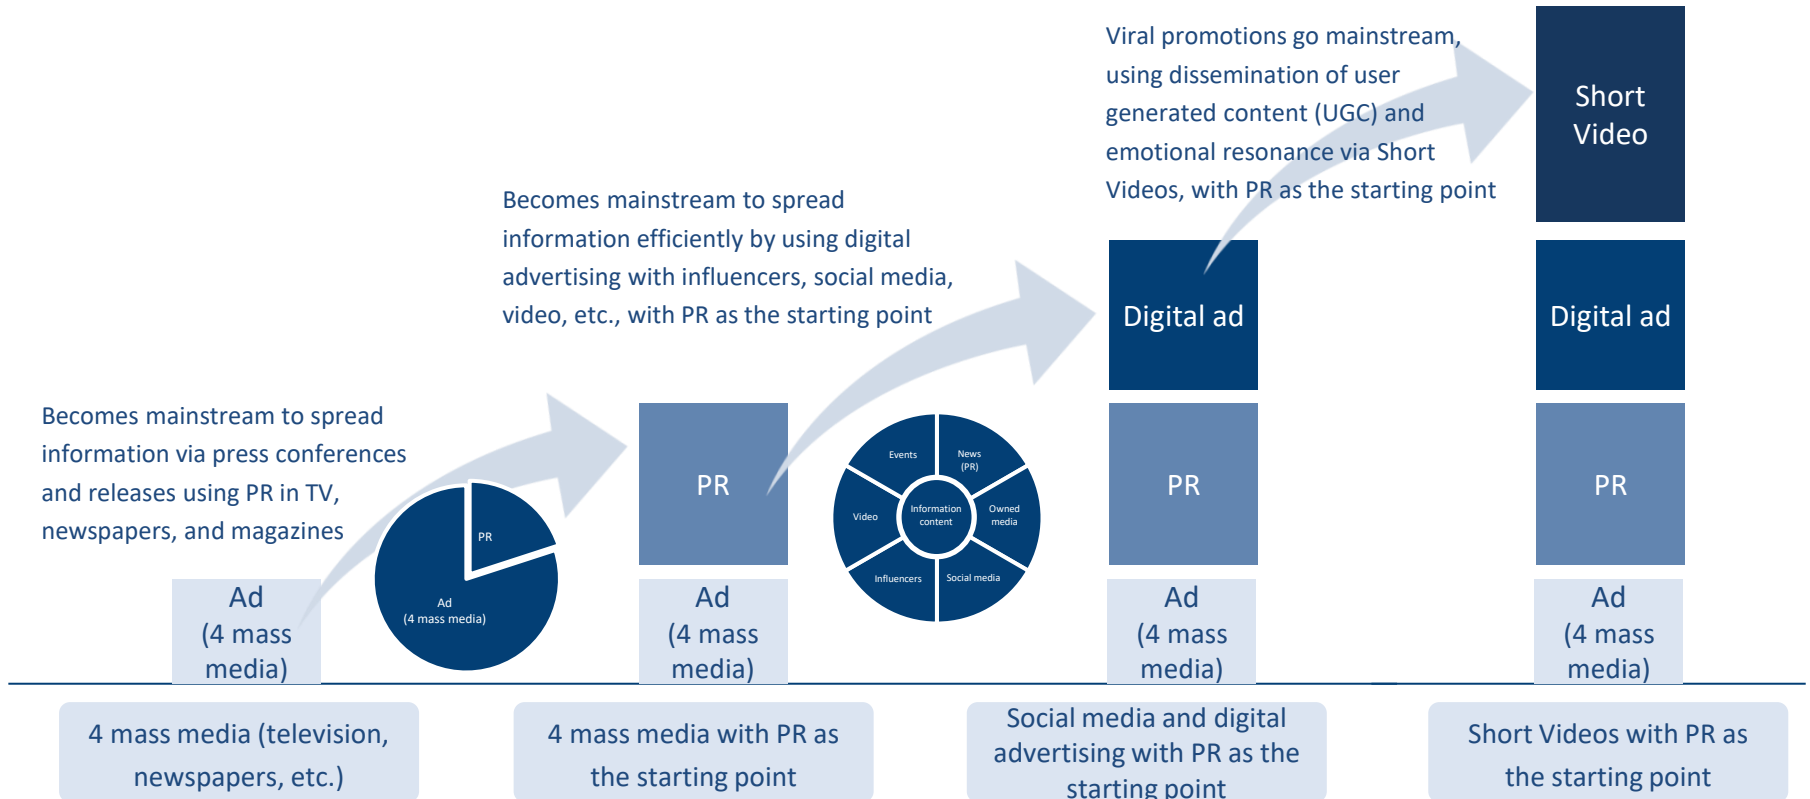 Viral promotions go mainstream,
using dissemination of user
generated content (UGC) and
emotional resonance via Short
Videos, with PR as the starting point
Short
Video
Becomes mainstream to spread
information efficiently by using digital
advertising with influencers, social media,
video, etc., with PR as the starting point
Digital ad
Digital ad
Becomes mainstream to spread
information via press conferences
and releases using PR in TV,
newspapers, and magazines
PR
Ad
(4 mass media)
PR
Events
News
(PR)
Video
Information
content
Owned
media
Influencers
Social media
PR
PR
Ad
(4 mass
media)
Ad
(4 mass
media)
Ad
(4 mass
media)
Ad
(4 mass
media)
4 mass media (television,
newspapers, etc.)
4 mass media with PR as
the starting point
Social media and digital
advertising with PR as the
starting point
Short Videos with PR as
the starting point